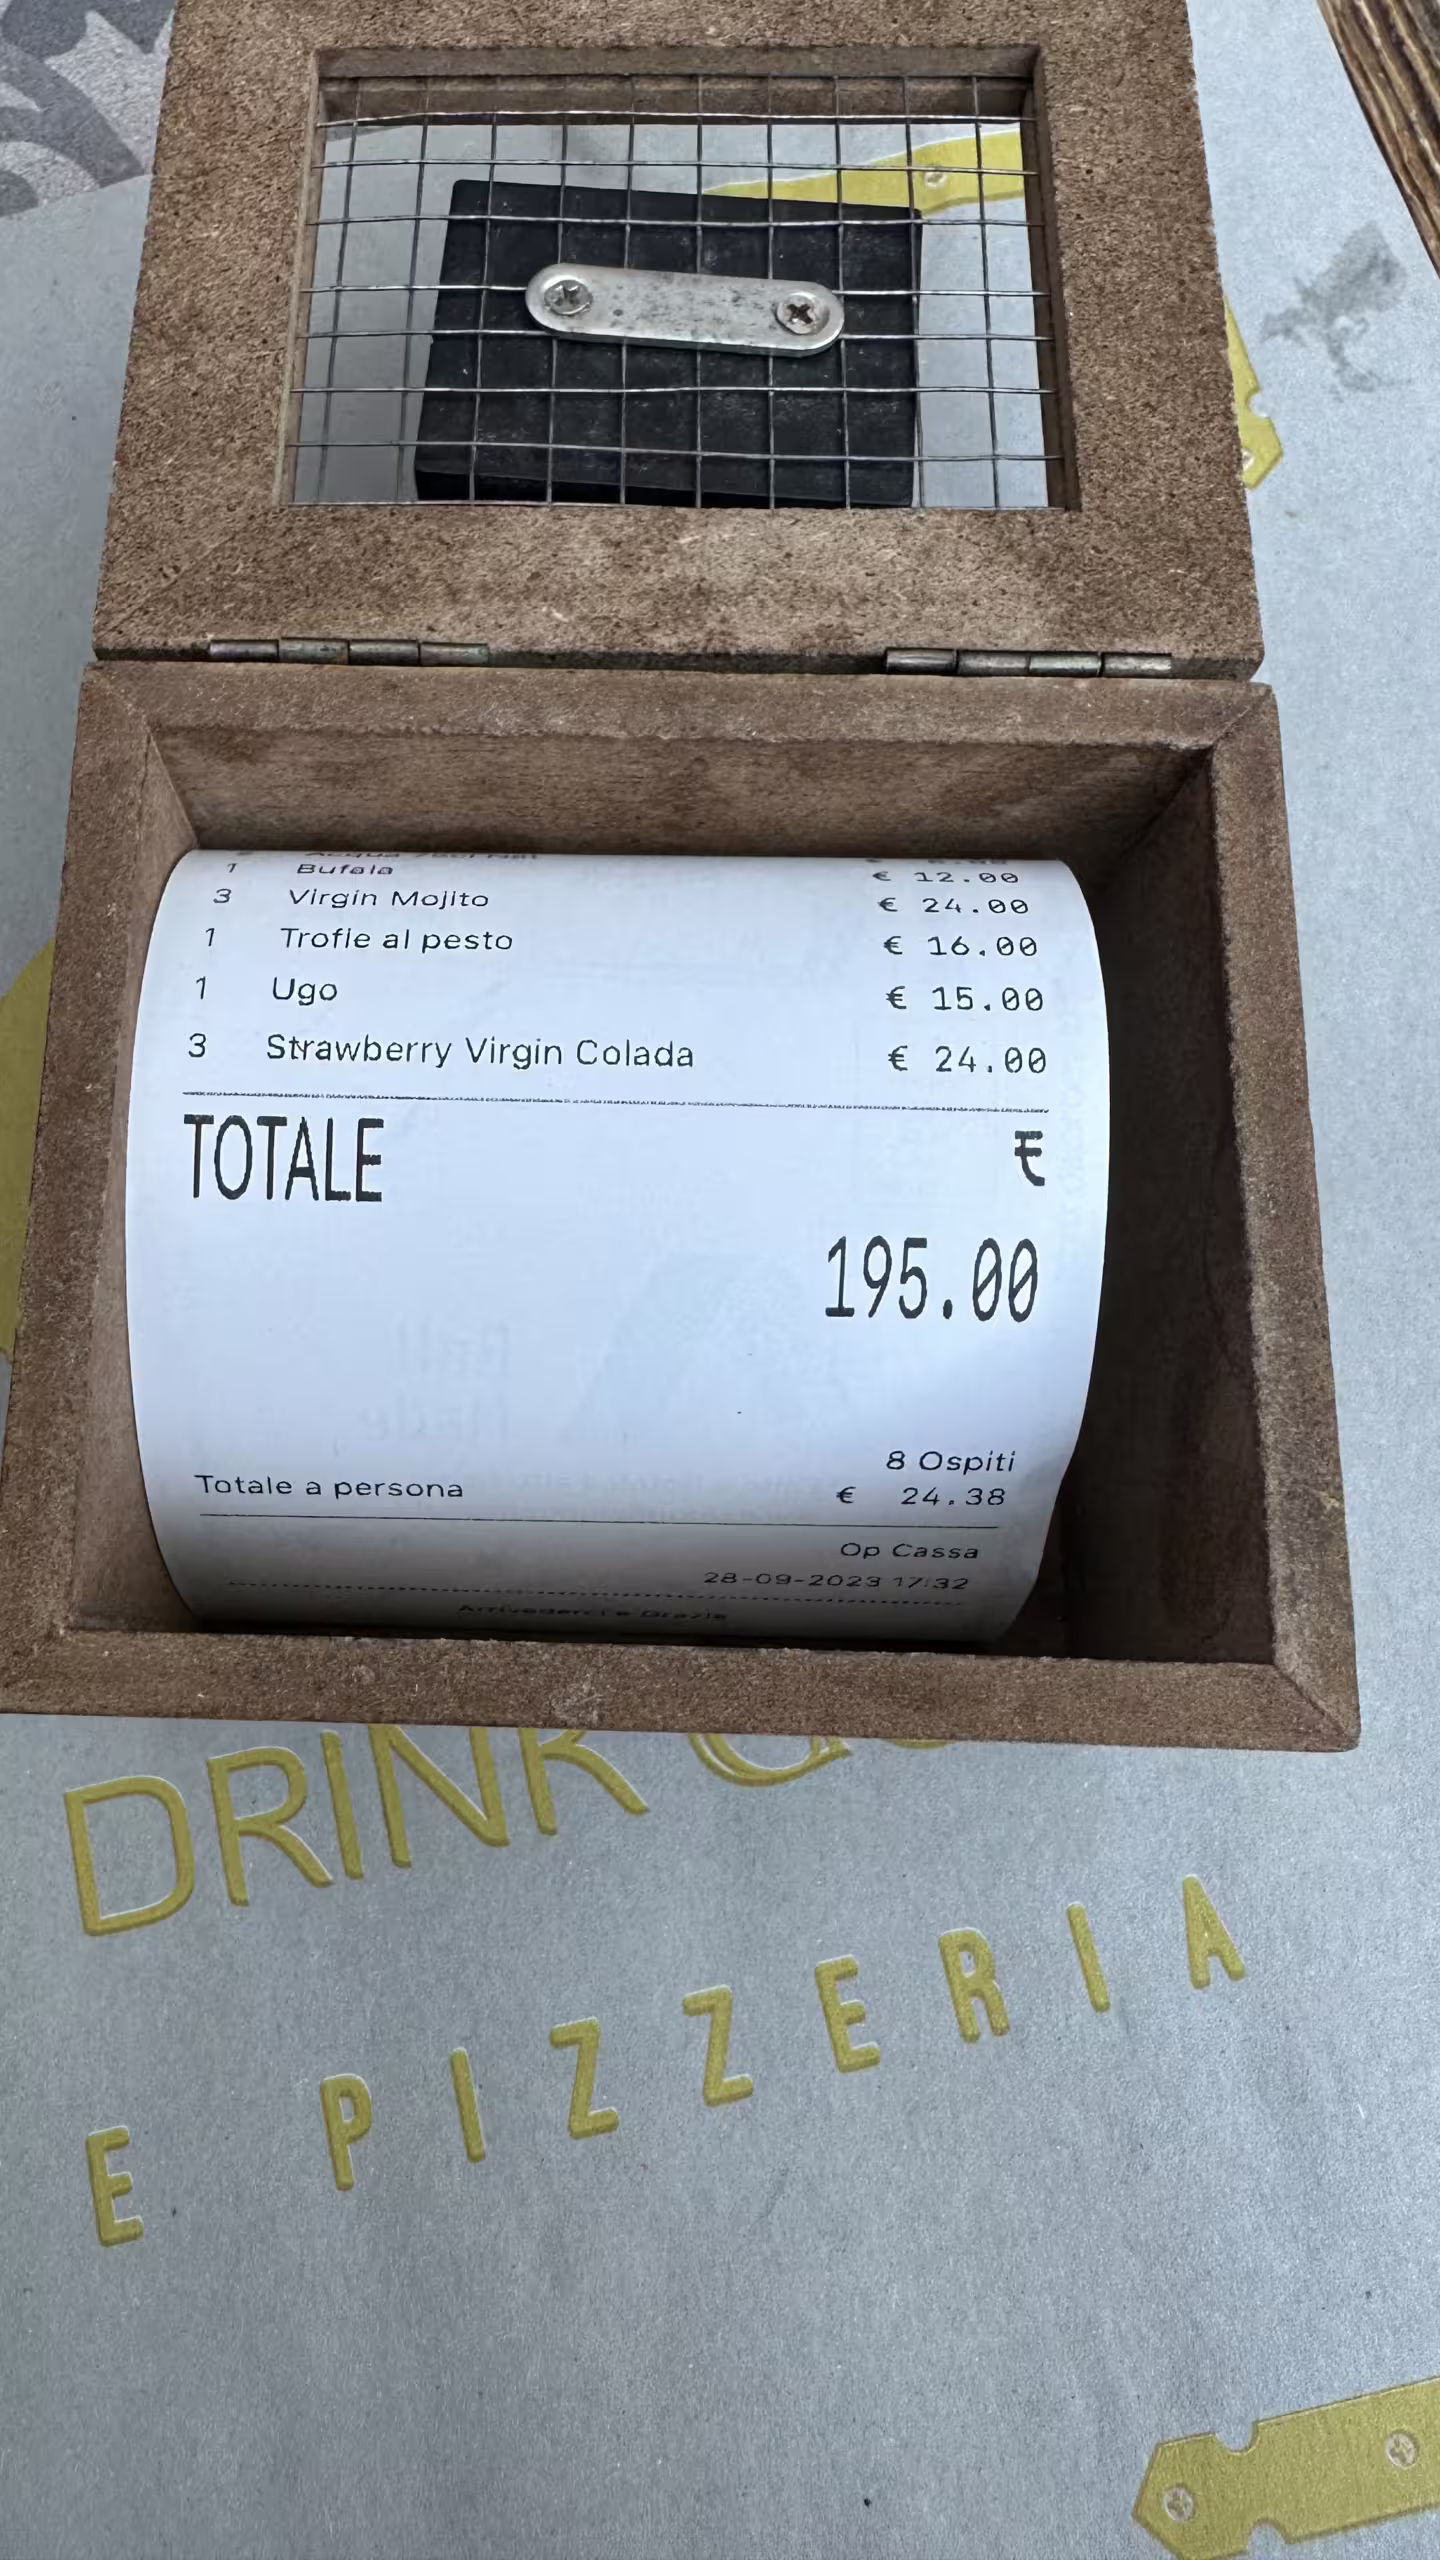 1 Bufala € 12.00
3 Virgin Mojito € 24.00
1 Trofie al pesto € 16.00
1 Ugo € 15.00
3 Strawberry Virgin Colada € 24.00
TOTALE €
195.00
8 Ospiti
Totale a persona € 24.38
Op Cassa
28-09-2023 17:32
Arrivederci e Grazie
DRINK
E PIZZERIA